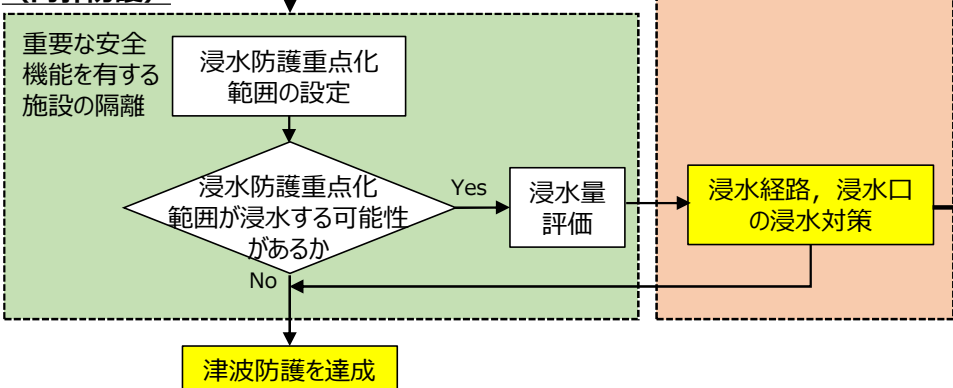 重要な安全
機能を有する
施設の隔離
浸水防護重点化
範囲の設定
浸水防護重点化
範囲が浸水する可能性
があるか
Yes
No
浸水量
評価
浸水経路，浸水口
の浸水対策
津波防護を達成